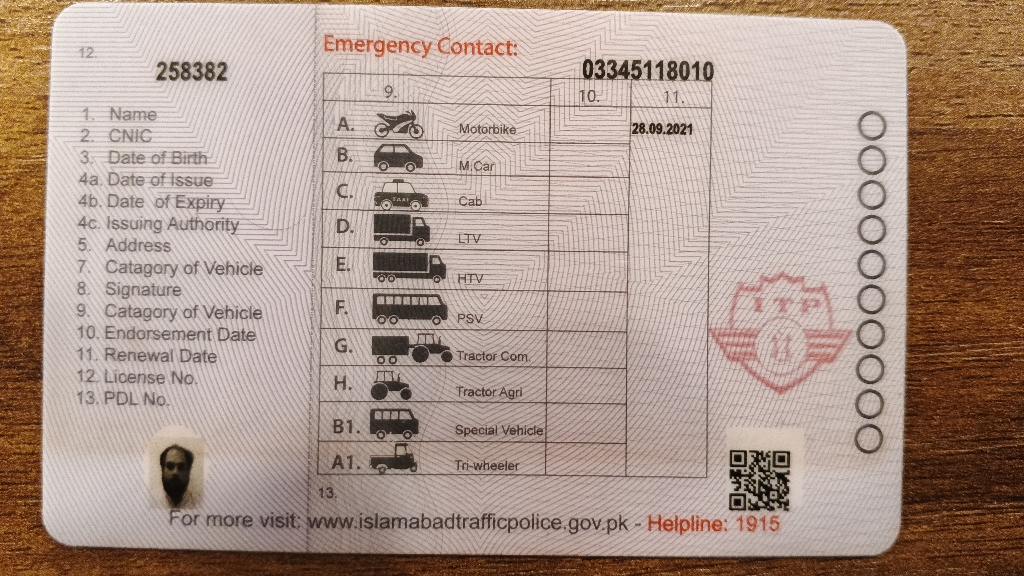 12.
258382
1. Name
2. CNIC
3. Date of Birth
4a. Date of Issue
4b. Date of Expiry
4c. Issuing Authority
5. Address
7. Catagory of Vehicle
8. Signature
9. Catagory of Vehicle
10. Endorsement Date
11. Renewal Date
12. License No.
13. PDL No.
Emergency Contact:
03345118010
9. 10. 11.
A. Motorbike 28.09.2021
B. M.Car
C. TAXI Cab
D. LTV
E. HTV
F. PSV
G. Tractor Com.
H. Tractor Agri
B1. Special Vehicle
A1. Tri-wheeler
13.
ITP
For more visit: www.islamabadtrafficpolice.gov.pk - Helpline: 1915